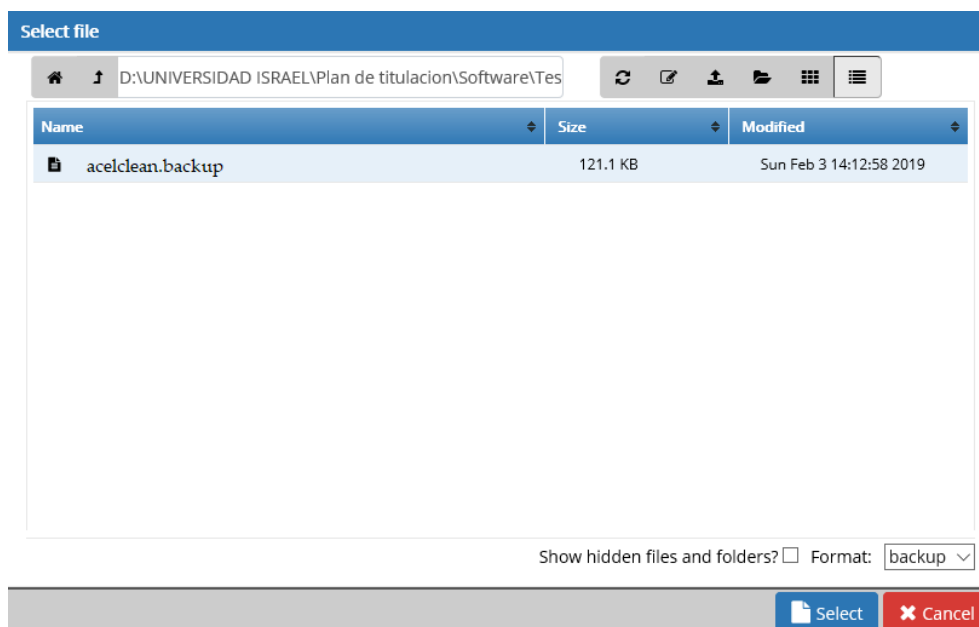 Select file
D:\UNIVERSIDAD ISRAEL\Plan de titulacion\Software\Tes
Name Size Modified
acelclean.backup 121.1 KB Sun Feb 3 14:12:58 2019
Show hidden files and folders? Format: backup
Select Cancel